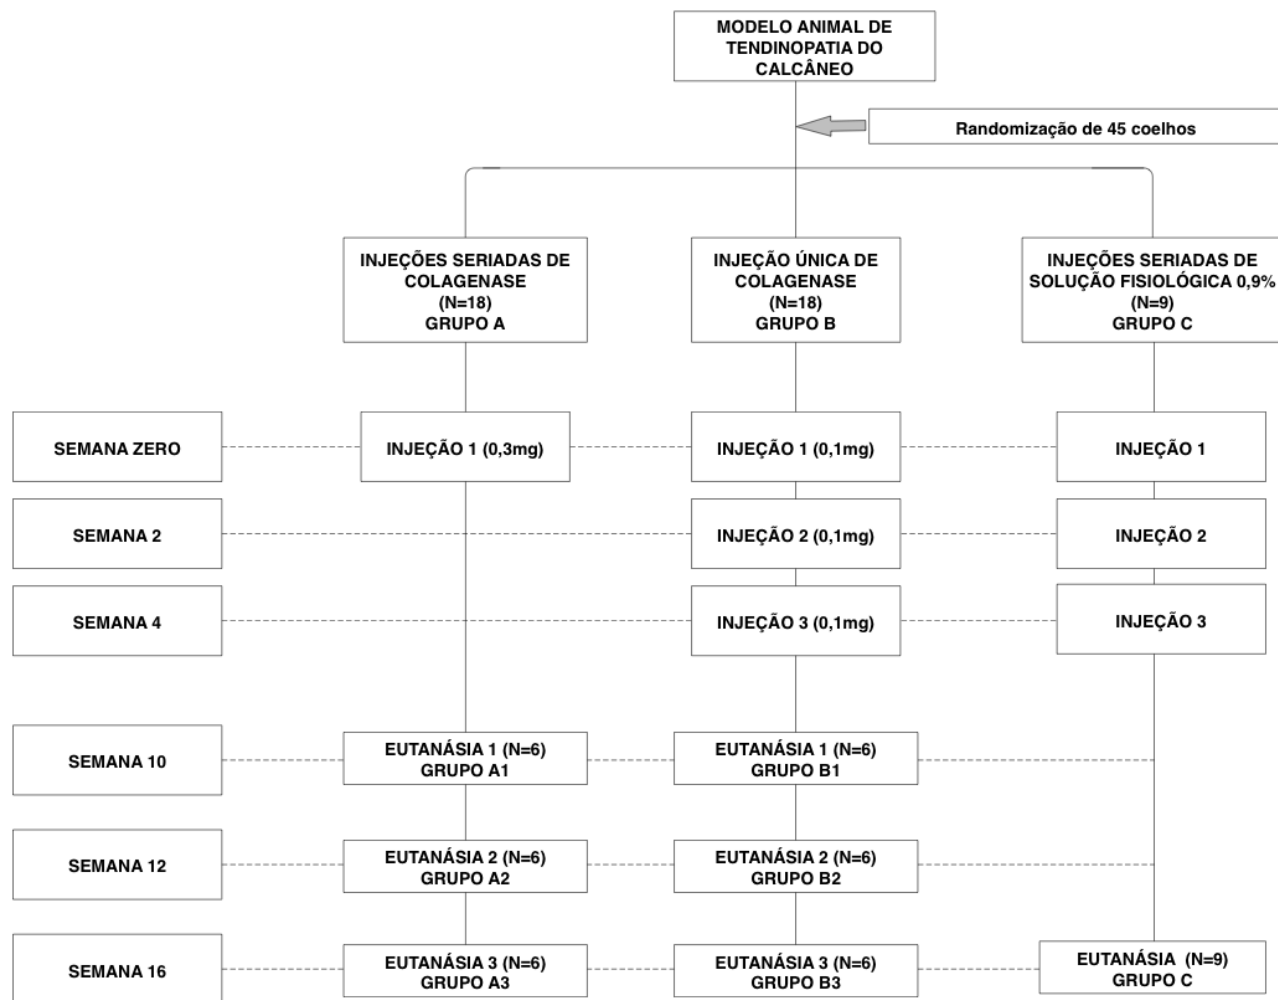 MODELO ANIMAL DE
TENDINOPATIA DO
CALCÂNEO
Randomização de 45 coelhos
INJEÇÕES SERIADAS DE
COLAGENASE
(N=18)
GRUPO A
INJEÇÃO ÚNICA DE
COLAGENASE
(N=18)
GRUPO B
INJEÇÕES SERIADAS DE
SOLUÇÃO FISIOLÓGICA 0,9%
(N=9)
GRUPO C
SEMANA ZERO
INJEÇÃO 1 (0,3mg)
INJEÇÃO 1 (0,1mg)
INJEÇÃO 1
SEMANA 2
INJEÇÃO 2 (0,1mg)
INJEÇÃO 2
SEMANA 4
INJEÇÃO 3 (0,1mg)
INJEÇÃO 3
SEMANA 10
EUTANÁSIA 1 (N=6)
GRUPO A1
EUTANÁSIA 1 (N=6)
GRUPO B1
SEMANA 12
EUTANÁSIA 2 (N=6)
GRUPO A2
EUTANÁSIA 2 (N=6)
GRUPO B2
SEMANA 16
EUTANÁSIA 3 (N=6)
GRUPO A3
EUTANÁSIA 3 (N=6)
GRUPO B3
EUTANÁSIA (N=9)
GRUPO C